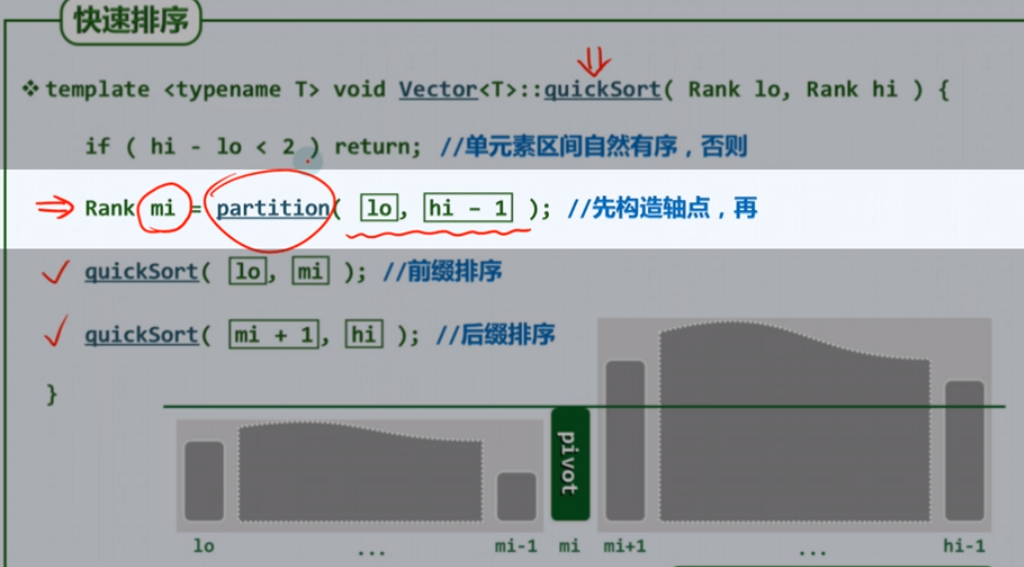 快速排序
❖ template <typename T> void Vector<T>::quickSort( Rank lo, Rank hi ) {
if ( hi - lo < 2 ) return; //单元素区间自然有序，否则
Rank mi = partition( lo, hi - 1 ); //先构造轴点，再
quickSort( lo, mi ); //前缀排序
quickSort( mi + 1, hi ); //后缀排序
}
pivot
lo ... mi-1 mi mi+1 ... hi-1